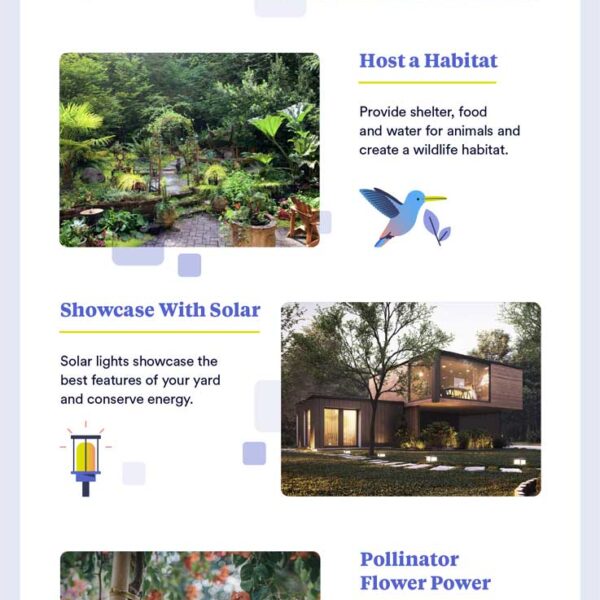 Host a Habitat
Provide shelter, food
and water for animals and
create a wildlife habitat.
Showcase With Solar
Solar lights showcase the
best features of your yard
and conserve energy.
Pollinator
Flower Power